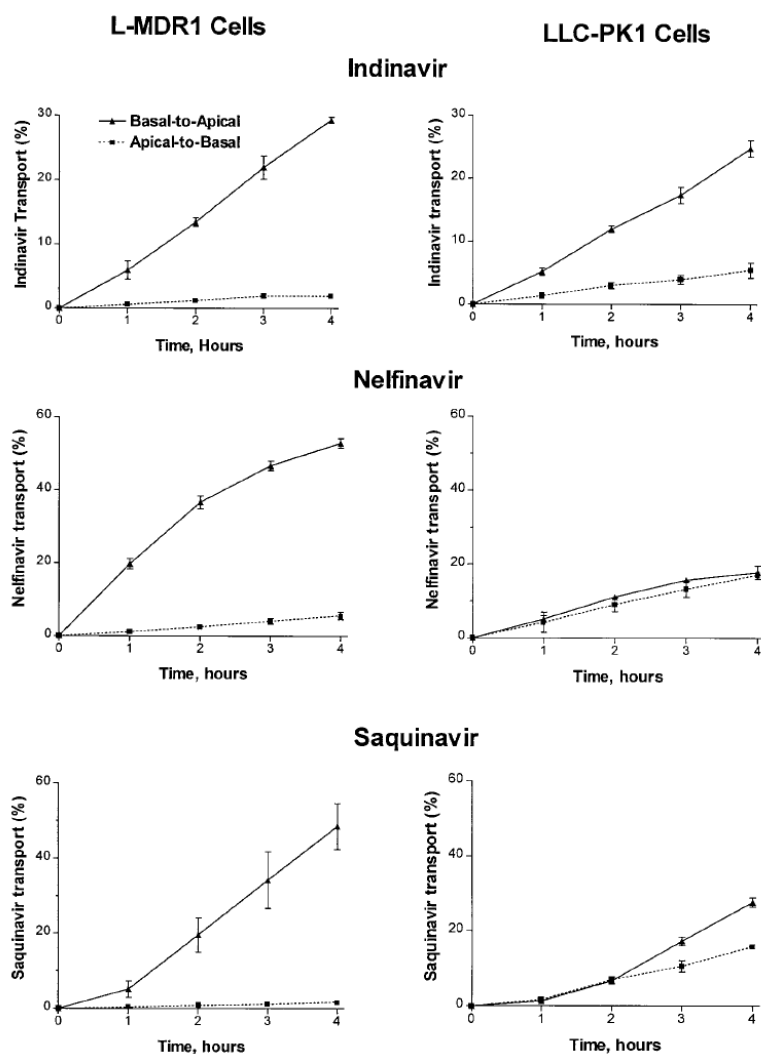 L-MDR1 Cells
LLC-PK1 Cells
Indinavir
Indinavir Transport (%)
30
20
10
0
Basal-to-Apical
Apical-to-Basal
0 1 2 3 4
Time, Hours
Indinavir transport (%)
30
20
10
0
0 1 2 3 4
Time, hours
Nelfinavir
Nelfinavir transport (%)
60
40
20
0
0 1 2 3 4
Time, hours
Nelfinavir transport (%)
60
40
20
0
0 1 2 3 4
Time, hours
Saquinavir
Saquinavir transport (%)
60
40
20
0
0 1 2 3 4
Time, hours
Saquinavir transport (%)
60
40
20
0
0 1 2 3 4
Time, hours